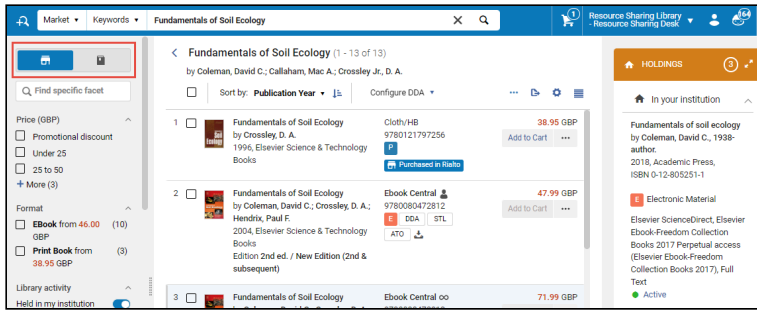 Market Keywords Fundamentals of Soil Ecology 1 Resource Sharing Library - Resource Sharing Desk 164
Find specific facet
Price (GBP)
Promotional discount
Under 25
25 to 50
+ More (3)
Format
EBook from 46.00 GBP (10)
Print Book from 38.95 GBP (3)
Library activity
Held in my institution
Fundamentals of Soil Ecology (1 - 13 of 13)
by Coleman, David C.; Callaham, Mac A.; Crossley Jr., D. A.
Sort by: Publication Year Configure DDA
1 Fundamentals of Soil Ecology Cloth/HB 38.95 GBP
by Crossley, D. A. 9780121797256 Add to Cart
1996, Elsevier Science & Technology P
Books Purchased in Rialto
2 Fundamentals of Soil Ecology Ebook Central 47.99 GBP
by Coleman, David C.; Crossley, D. A.; 9780080472812 Add to Cart
Hendrix, Paul F. E DDA STL
2004, Elsevier Science & Technology ATO
Books
Edition 2nd ed. / New Edition (2nd &
subsequent)
3 Fundamentals of Soil Ecology Ebook Central 71.99 GBP
HOLDINGS 3
In your institution
Fundamentals of soil ecology
by Coleman, David C., 1938-
author.
2018, Academic Press,
ISBN 0-12-805251-1
E Electronic Material
Elsevier ScienceDirect, Elsevier
Ebook-Freedom Collection
Books 2017 Perpetual access
(Elsevier Ebook-Freedom
Collection Books 2017), Full
Text
Active